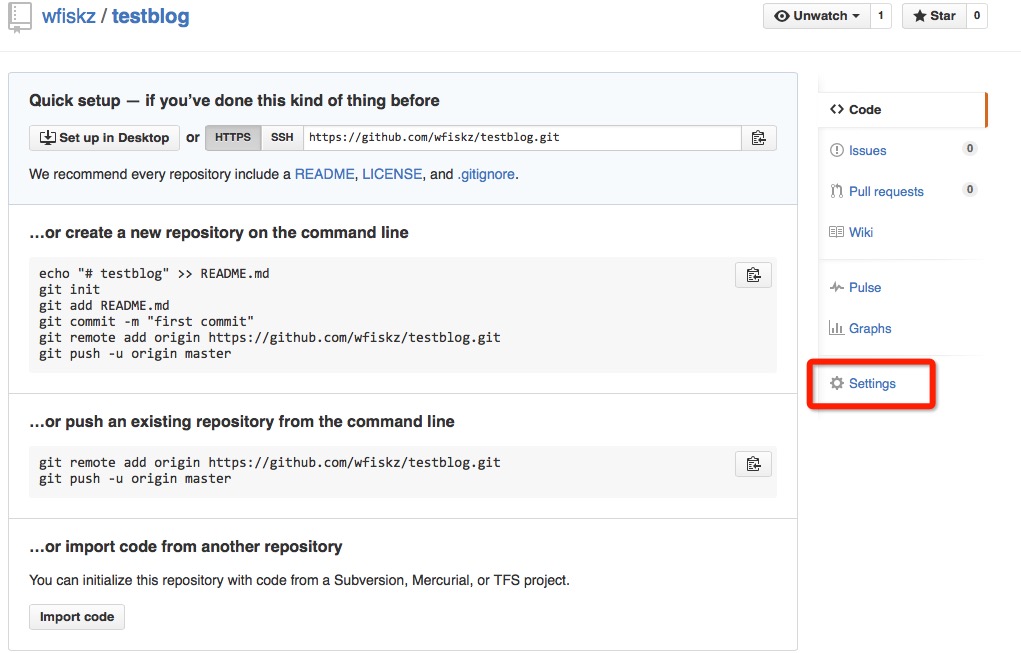 wfiskz / testblog
Unwatch 1 Star 0
Quick setup — if you’ve done this kind of thing before
Set up in Desktop or HTTPS SSH https://github.com/wfiskz/testblog.git
We recommend every repository include a README, LICENSE, and .gitignore.
…or create a new repository on the command line
echo "# testblog" >> README.md
git init
git add README.md
git commit -m "first commit"
git remote add origin https://github.com/wfiskz/testblog.git
git push -u origin master
…or push an existing repository from the command line
git remote add origin https://github.com/wfiskz/testblog.git
git push -u origin master
…or import code from another repository
You can initialize this repository with code from a Subversion, Mercurial, or TFS project.
Import code
Code
Issues 0
Pull requests 0
Wiki
Pulse
Graphs
Settings